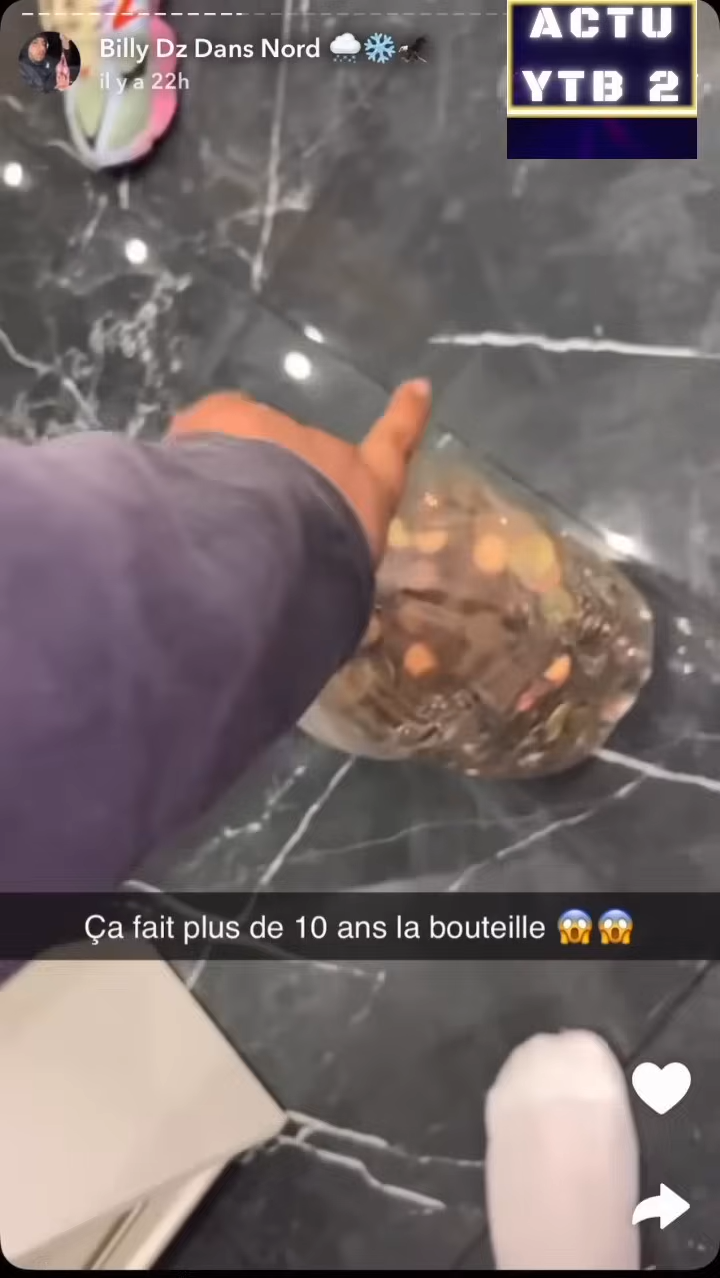 Billy Dz Dans Nord 🌨️❄️🦅
il y a 22h
ACTU
YTB 2
Ça fait plus de 10 ans la bouteille 😱😱